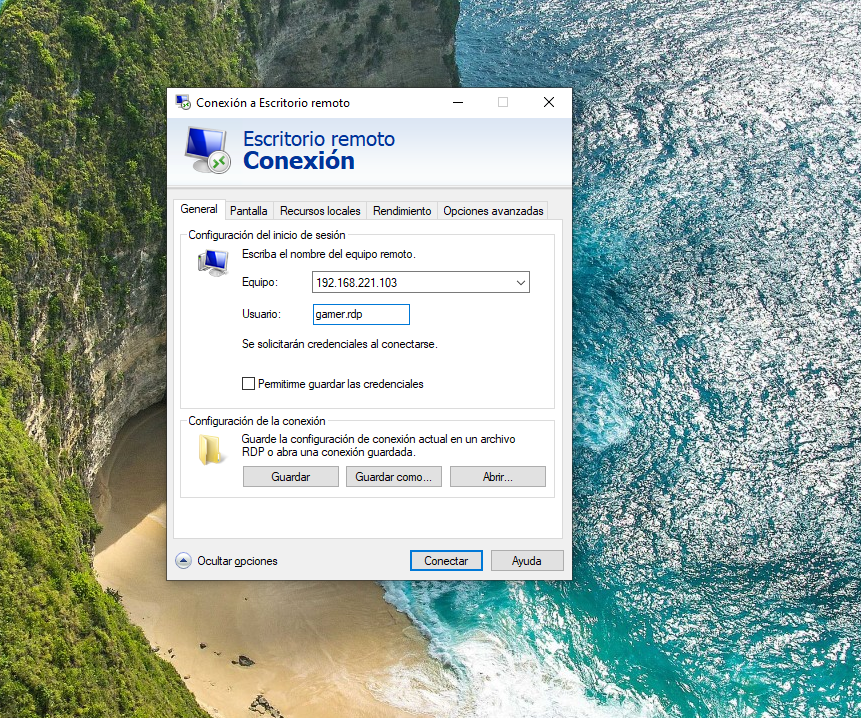 Conexión a Escritorio remoto
Escritorio remoto
Conexión
General Pantalla Recursos locales Rendimiento Opciones avanzadas
Configuración del inicio de sesión
Escriba el nombre del equipo remoto.
Equipo: 192.168.221.103
Usuario: gamer.rdp
Se solicitarán credenciales al conectarse.
Permitirme guardar las credenciales
Configuración de la conexión
Guarde la configuración de conexión actual en un archivo
RDP o abra una conexión guardada.
Guardar Guardar como... Abrir...
Ocultar opciones Conectar Ayuda